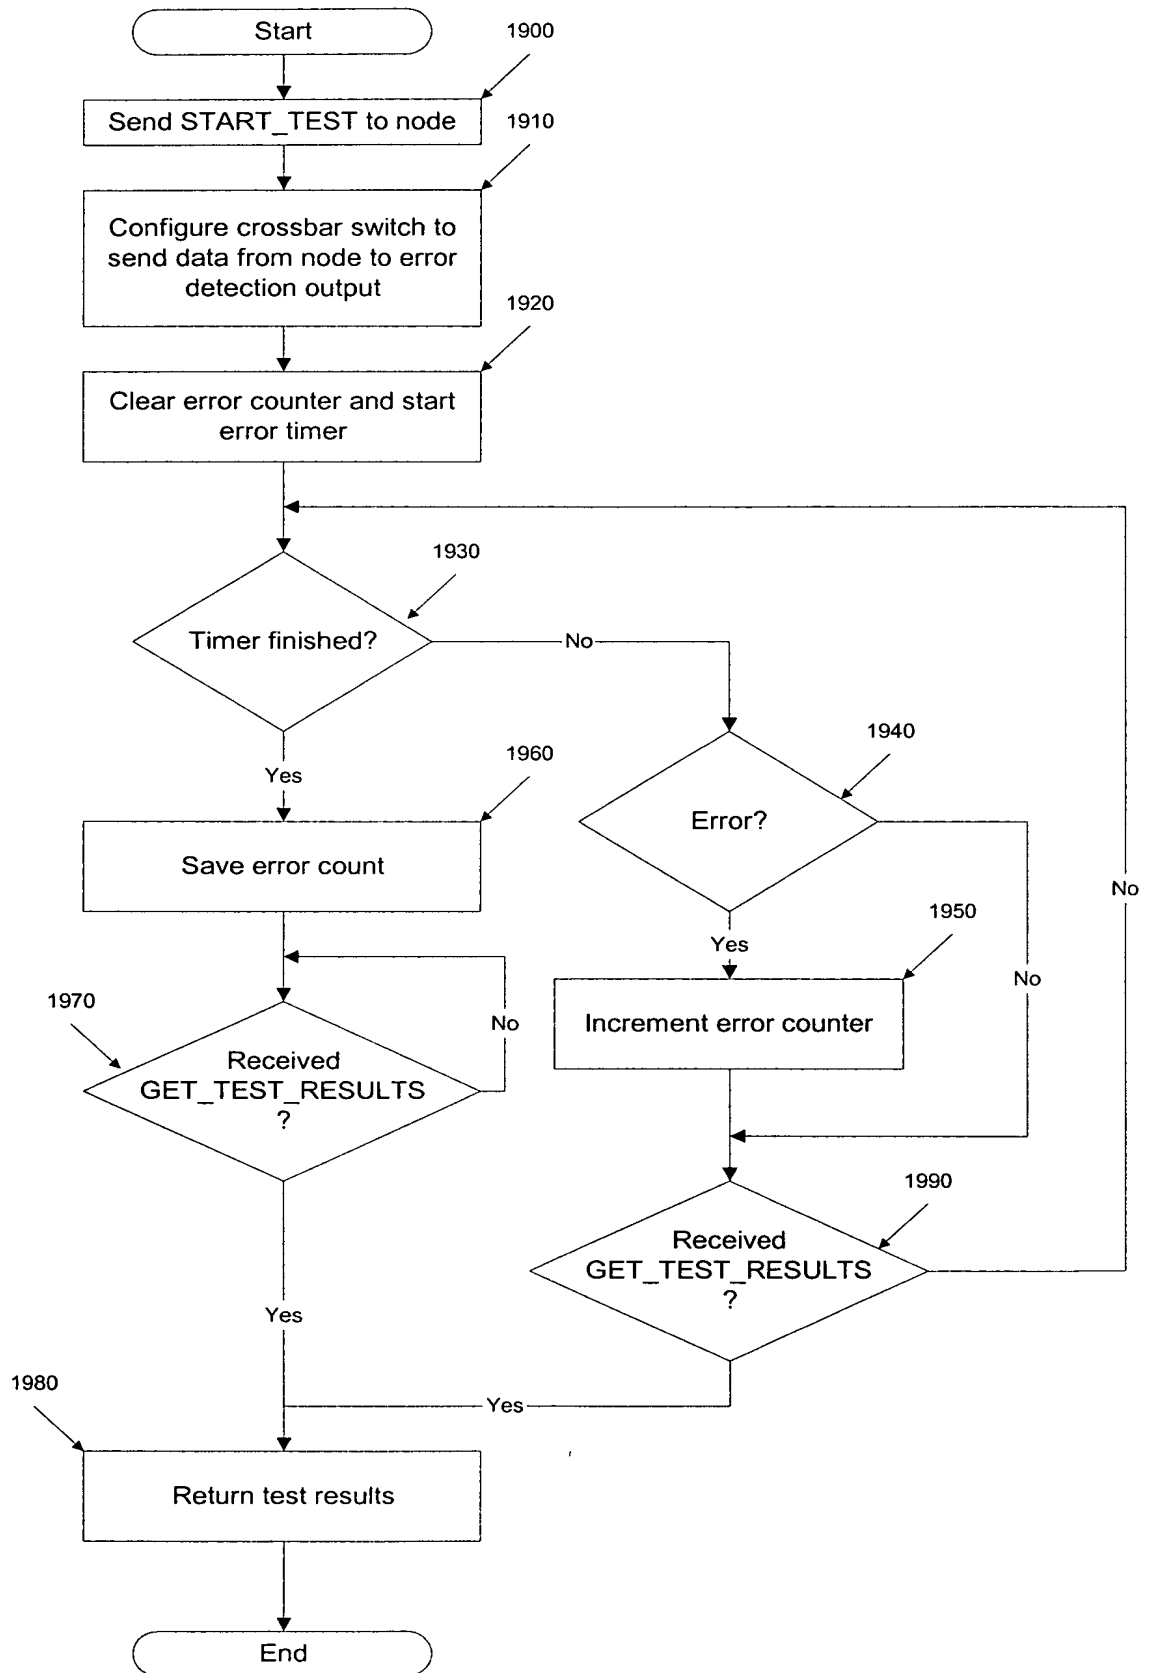 Start
1900
Send START_TEST to node
1910
Configure crossbar switch to
send data from node to error
detection output
1920
Clear error counter and start
error timer
1930
Timer finished?
No
1940
Yes
1960
Error?
Save error count
No
1950
Yes
No
1970
No
Increment error counter
Received
GET_TEST_RESULTS
?
1990
Received
GET_TEST_RESULTS
?
Yes
1980
Yes
Return test results
End